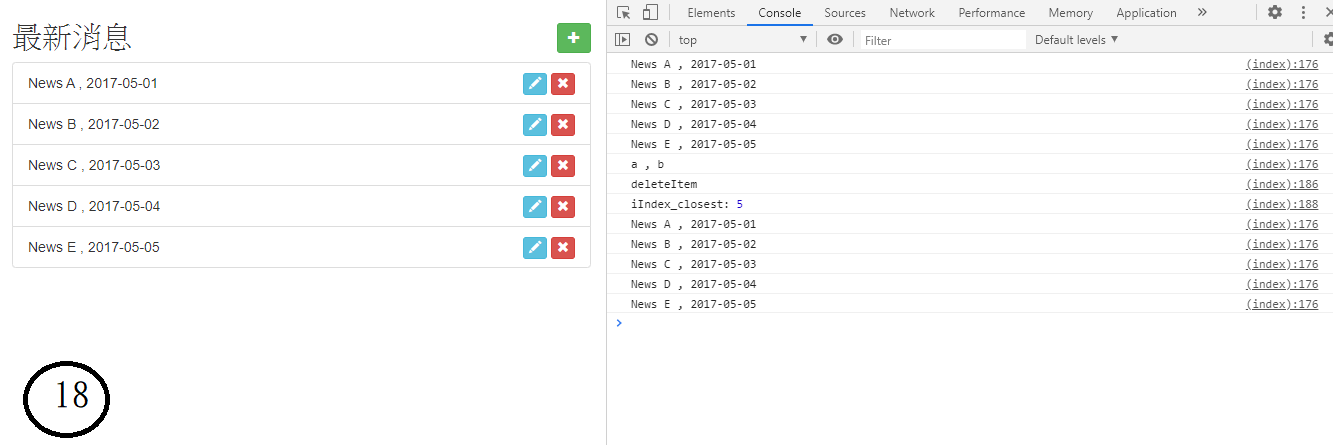 最新消息
News A , 2017-05-01
News B , 2017-05-02
News C , 2017-05-03
News D , 2017-05-04
News E , 2017-05-05
18
Elements Console Sources Network Performance Memory Application »
top Filter Default levels
News A , 2017-05-01 (index):176
News B , 2017-05-02 (index):176
News C , 2017-05-03 (index):176
News D , 2017-05-04 (index):176
News E , 2017-05-05 (index):176
a , b (index):176
deleteItem (index):186
iIndex_closest: 5 (index):188
News A , 2017-05-01 (index):176
News B , 2017-05-02 (index):176
News C , 2017-05-03 (index):176
News D , 2017-05-04 (index):176
News E , 2017-05-05 (index):176